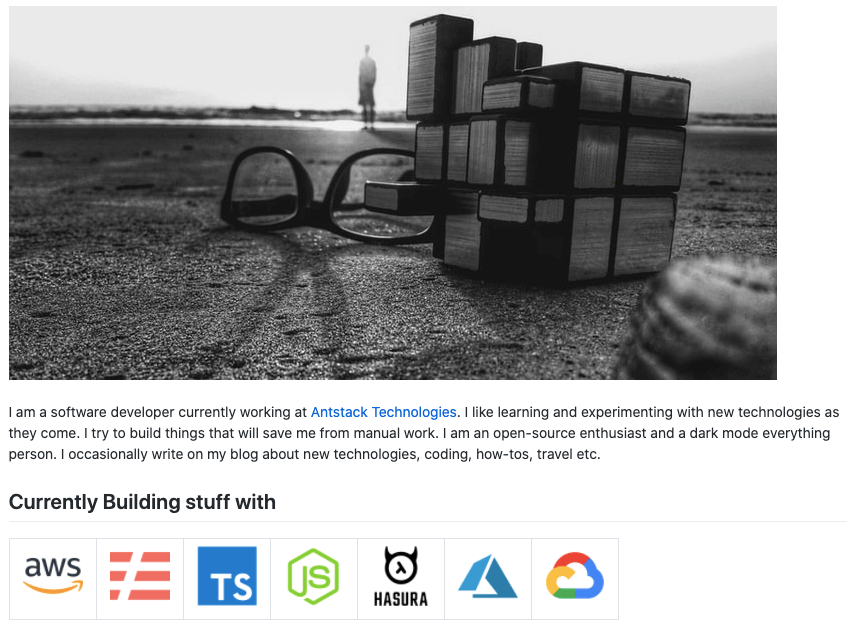 I am a software developer currently working at Antstack Technologies. I like learning and experimenting with new technologies as
they come. I try to build things that will save me from manual work. I am an open-source enthusiast and a dark mode everything
person. I occasionally write on my blog about new technologies, coding, how-tos, travel etc.
Currently Building stuff with
aws TS JS HASURA